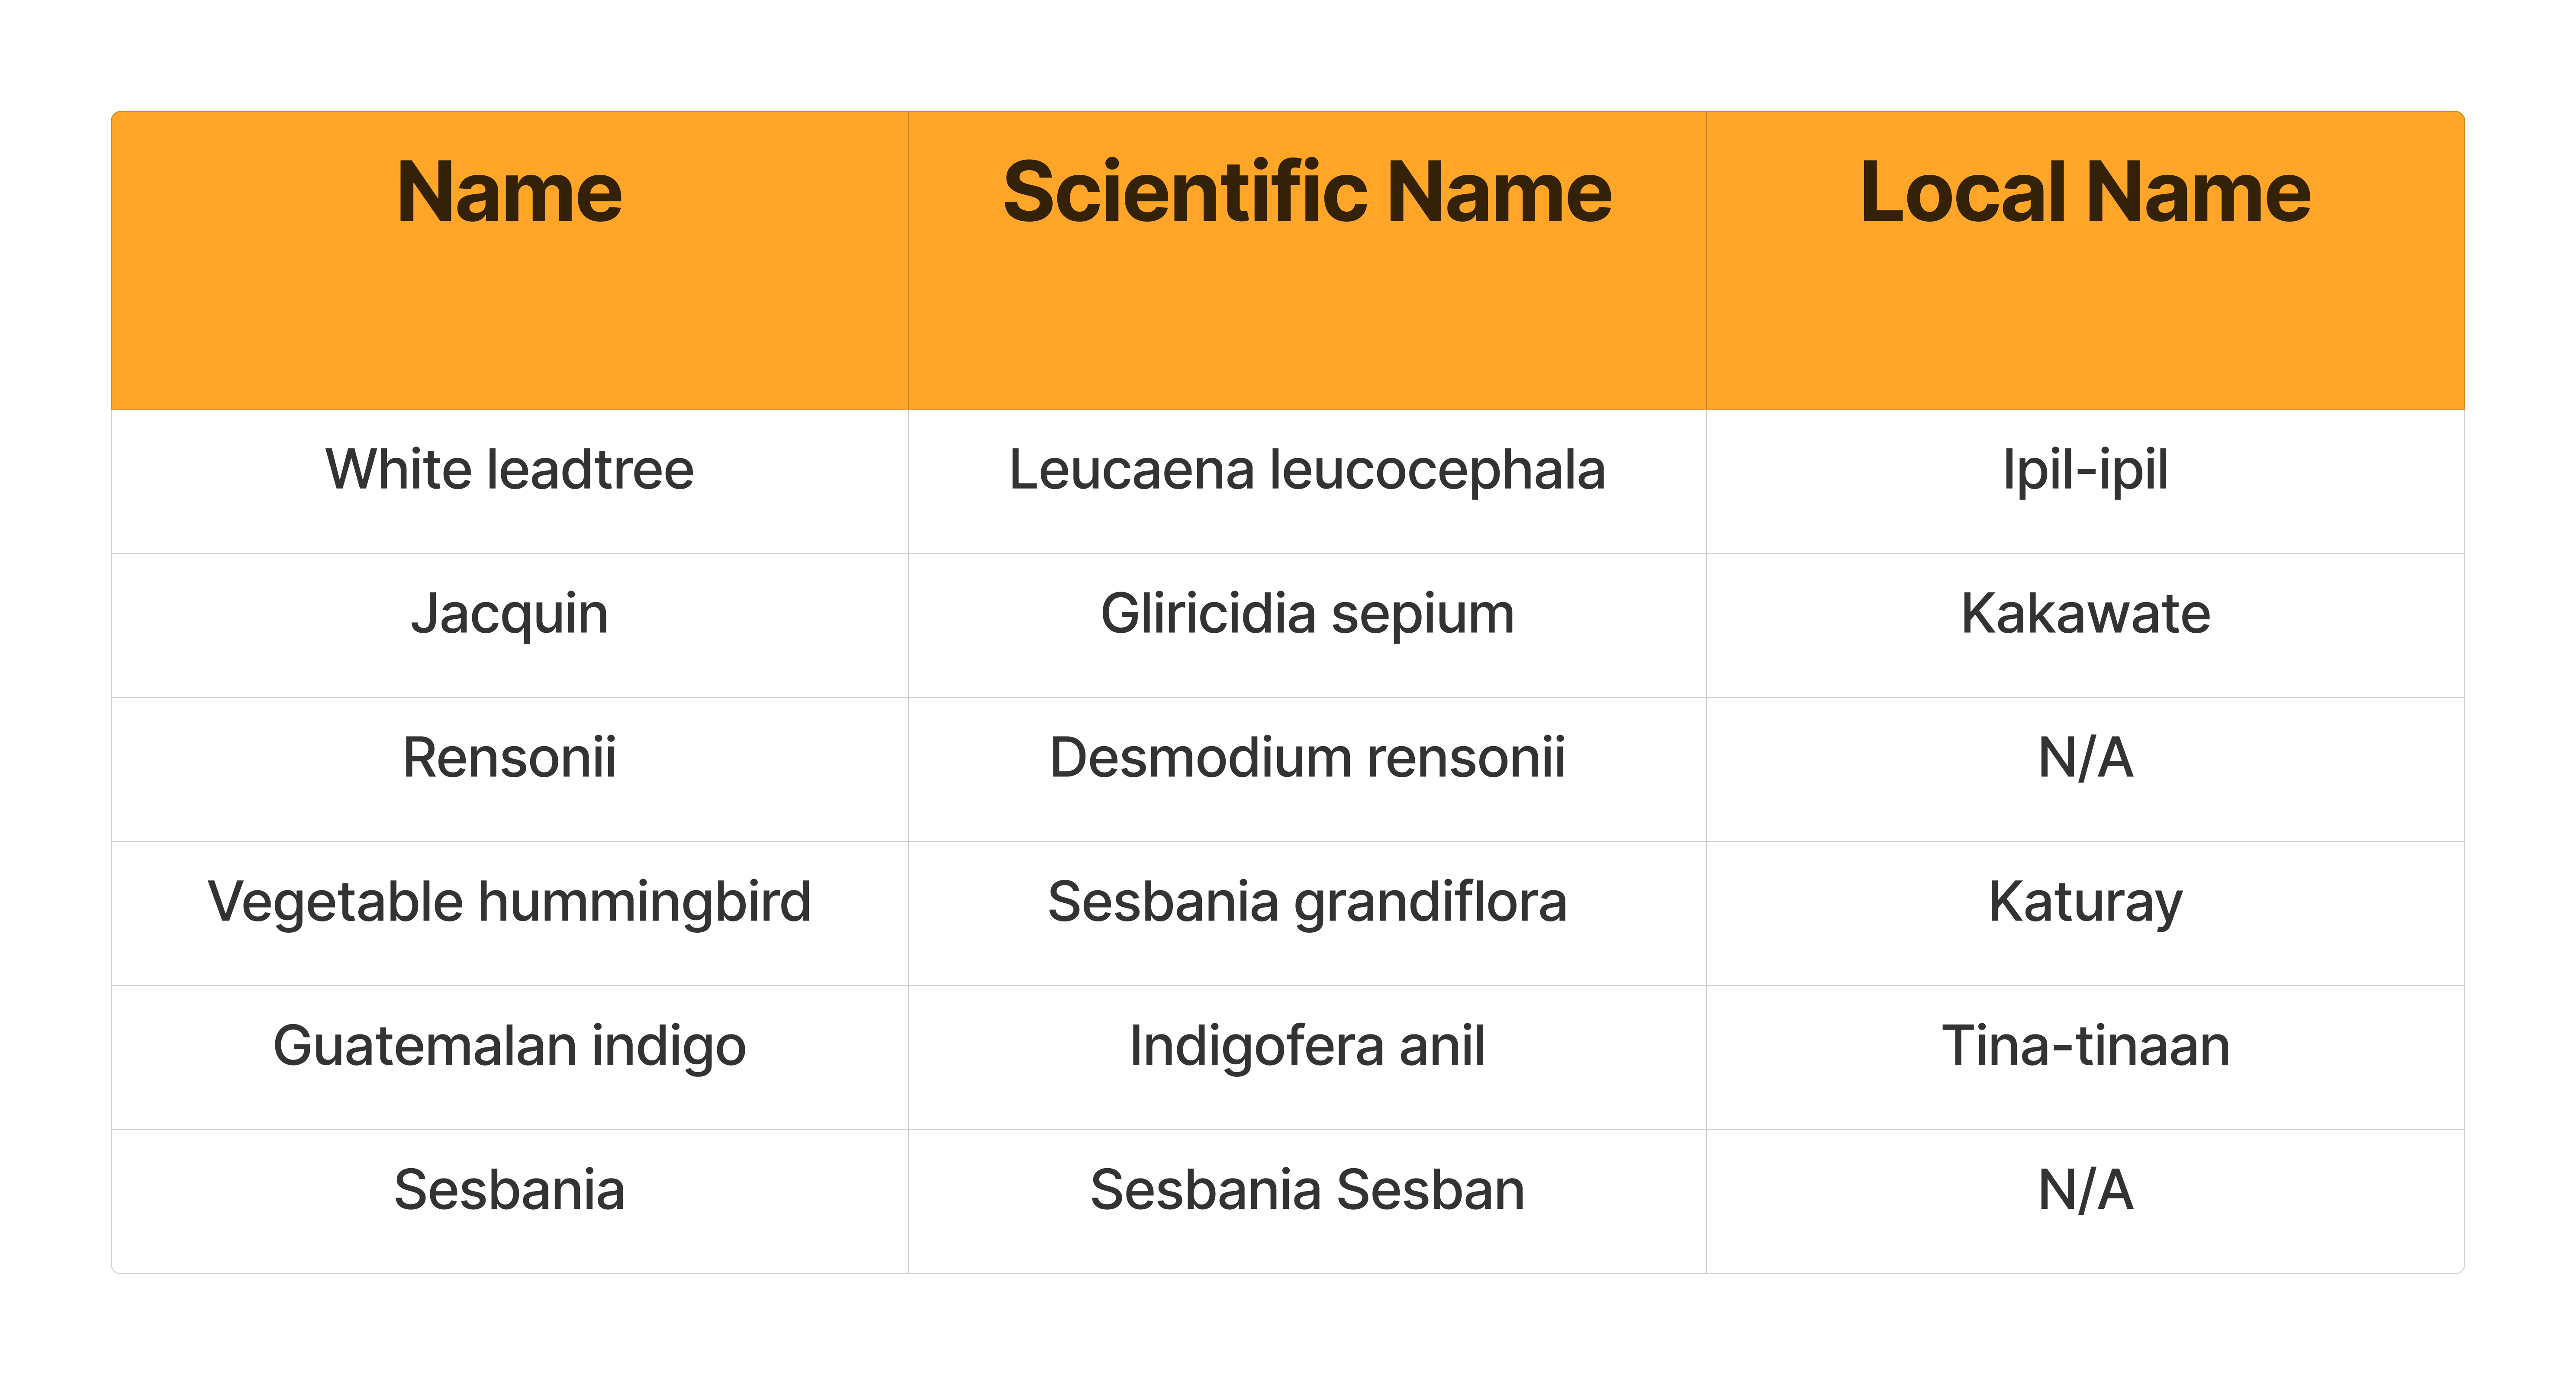 Name Scientific Name Local Name
White leadtree Leucaena leucocephala Ipil-ipil
Jacquin Gliricidia sepium Kakawate
Rensonii Desmodium rensonii N/A
Vegetable hummingbird Sesbania grandiflora Katuray
Guatemalan indigo Indigofera anil Tina-tinaan
Sesbania Sesbania Sesban N/A